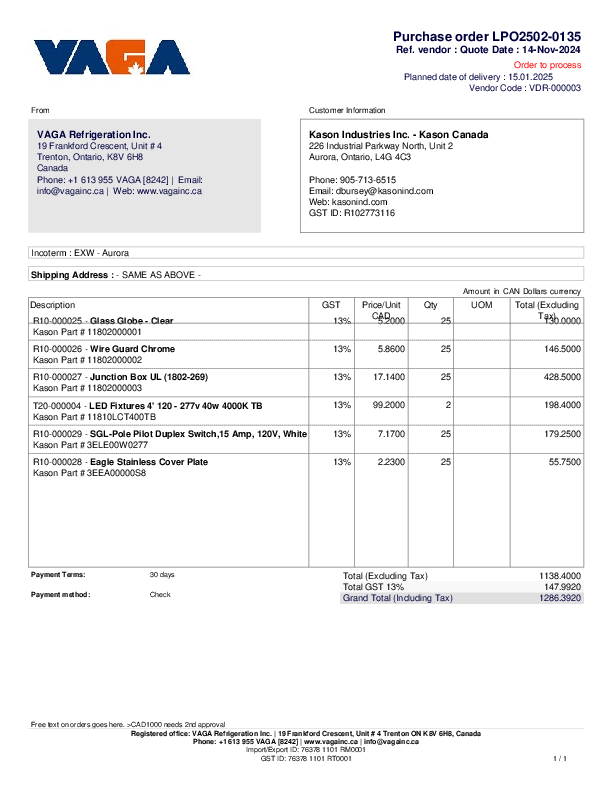 VAGA
Purchase order LPO2502-0135
Ref. vendor : Quote Date : 14-Nov-2024
Order to process
Planned date of delivery : 15.01.2025
Vendor Code : VDR-000003
From
Customer Information
VAGA Refrigeration Inc.
19 Frankford Crescent, Unit # 4
Trenton, Ontario, K8V 6H8
Canada
Phone: +1 613 955 VAGA [8242] | Email:
info@vagainc.ca | Web: www.vagainc.ca
Kason Industries Inc. - Kason Canada
226 Industrial Parkway North, Unit 2
Aurora, Ontario, L4G 4C3
Phone: 905-713-6515
Email: dbursey@kasonind.com
Web: kasonind.com
GST ID: R102773116
Incoterm : EXW - Aurora
Shipping Address : - SAME AS ABOVE -
Amount in CAN Dollars currency
Description GST Price/Unit CAD Qty UOM Total (Excluding Tax)
R10-000025 - Glass Globe - Clear 13% 5.2000 25 130.0000
Kason Part # 11802000001
R10-000026 - Wire Guard Chrome 13% 5.8600 25 146.5000
Kason Part # 11802000002
R10-000027 - Junction Box UL (1802-269) 13% 17.1400 25 428.5000
Kason Part # 11802000003
T20-000004 - LED Fixtures 4' 120 - 277v 40w 4000K TB 13% 99.2000 2 198.4000
Kason Part # 11810LCT400TB
R10-000029 - SGL-Pole Pilot Duplex Switch,15 Amp, 120V, White 13% 7.1700 25 179.2500
Kason Part # 3ELE00W0277
R10-000028 - Eagle Stainless Cover Plate 13% 2.2300 25 55.7500
Kason Part # 3EEA00000S8
Payment Terms: 30 days
Payment method: Check
Total (Excluding Tax) 1138.4000
Total GST 13% 147.9920
Grand Total (Including Tax) 1286.3920
Free text on orders goes here. >CAD1000 needs 2nd approval
Registered office: VAGA Refrigeration Inc. | 19 Frankford Crescent, Unit # 4 Trenton ON K8V 6H8, Canada
Phone: +1 613 955 VAGA [8242] | www.vagainc.ca | info@vagainc.ca
Import/Export ID: 76378 1101 RM0001
GST ID: 76378 1101 RT0001
1 / 1